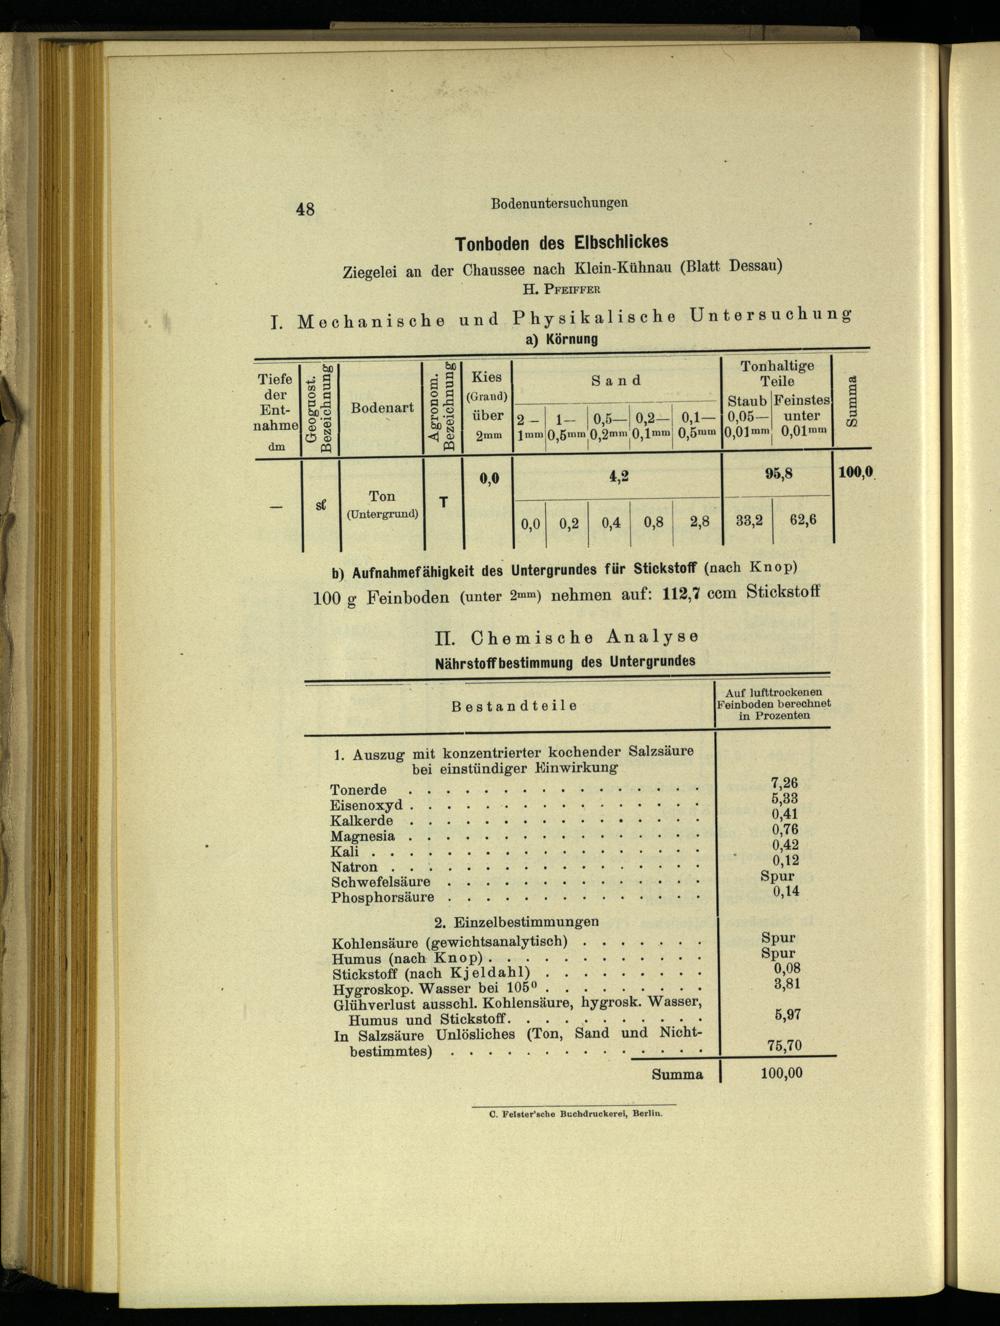 48
Bodenuntersuchungen
Tonboden des Elbschlickes
Ziegelei an der Chaussee nach Klein-Kühnau (Blatt Dessau)
H. PFEIFFER
I. Mechanische und Physikalische Untersuchung
a) Körnung
Tiefe der Ent-nahme dm
Geognost. Bezeichnung
Bodenart
Agronom. Bezeichnung
Kies (Grand) über 2mm
Sand
2— 1mm
1— 0,5mm
0,5— 0,2mm
0,2— 0,1mm
0,1— 0,5mm
Tonhaltige Teile
Staub 0,05— 0,01mm
Feinstes unter 0,01mm
Summa
— sf Ton (Untergrund) T 0,0 4,2 95,8 100,0
0,0 0,2 0,4 0,8 2,8 33,2 62,6
b) Aufnahmefähigkeit des Untergrundes für Stickstoff (nach Knop)
100 g Feinboden (unter 2mm) nehmen auf: 112,7 ccm Stickstoff
II. Chemische Analyse
Nährstoffbestimmung des Untergrundes
Bestandteile
Auf lufttrockenen
Feinboden berechnet
in Prozenten
1. Auszug mit konzentrierter kochender Salzsäure
bei einstündiger Einwirkung
Tonerde . . . . . . . . . . . . . . . . 7,26
Eisenoxyd . . . . . . . . . . . . . . . . 5,33
Kalkerde . . . . . . . . . . . . . . . . 0,41
Magnesia . . . . . . . . . . . . . . . . 0,76
Kali . . . . . . . . . . . . . . . . . . 0,42
Natron . . . . . . . . . . . . . . . . . 0,12
Schwefelsäure . . . . . . . . . . . . . . Spur
Phosphorsäure . . . . . . . . . . . . . . 0,14
2. Einzelbestimmungen
Kohlensäure (gewichtsanalytisch) . . . . . . . Spur
Humus (nach Knop) . . . . . . . . . . . . Spur
Stickstoff (nach Kjeldahl) . . . . . . . . . 0,08
Hygroskop. Wasser bei 105⁰ . . . . . . . . . 3,81
Glühverlust ausschl. Kohlensäure, hygrosk. Wasser,
Humus und Stickstoff. . . . . . . . . . . 5,97
In Salzsäure Unlösliches (Ton, Sand und Nicht-
bestimmtes) . . . . . . . . . . . . . . 75,70
Summa 100,00
C. Feister'sche Buchdruckerei, Berlin.